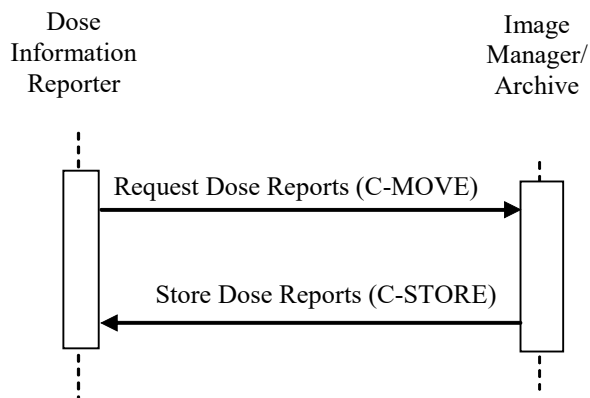 Dose
Information
Reporter
Image
Manager/
Archive
Request Dose Reports (C-MOVE)
Store Dose Reports (C-STORE)